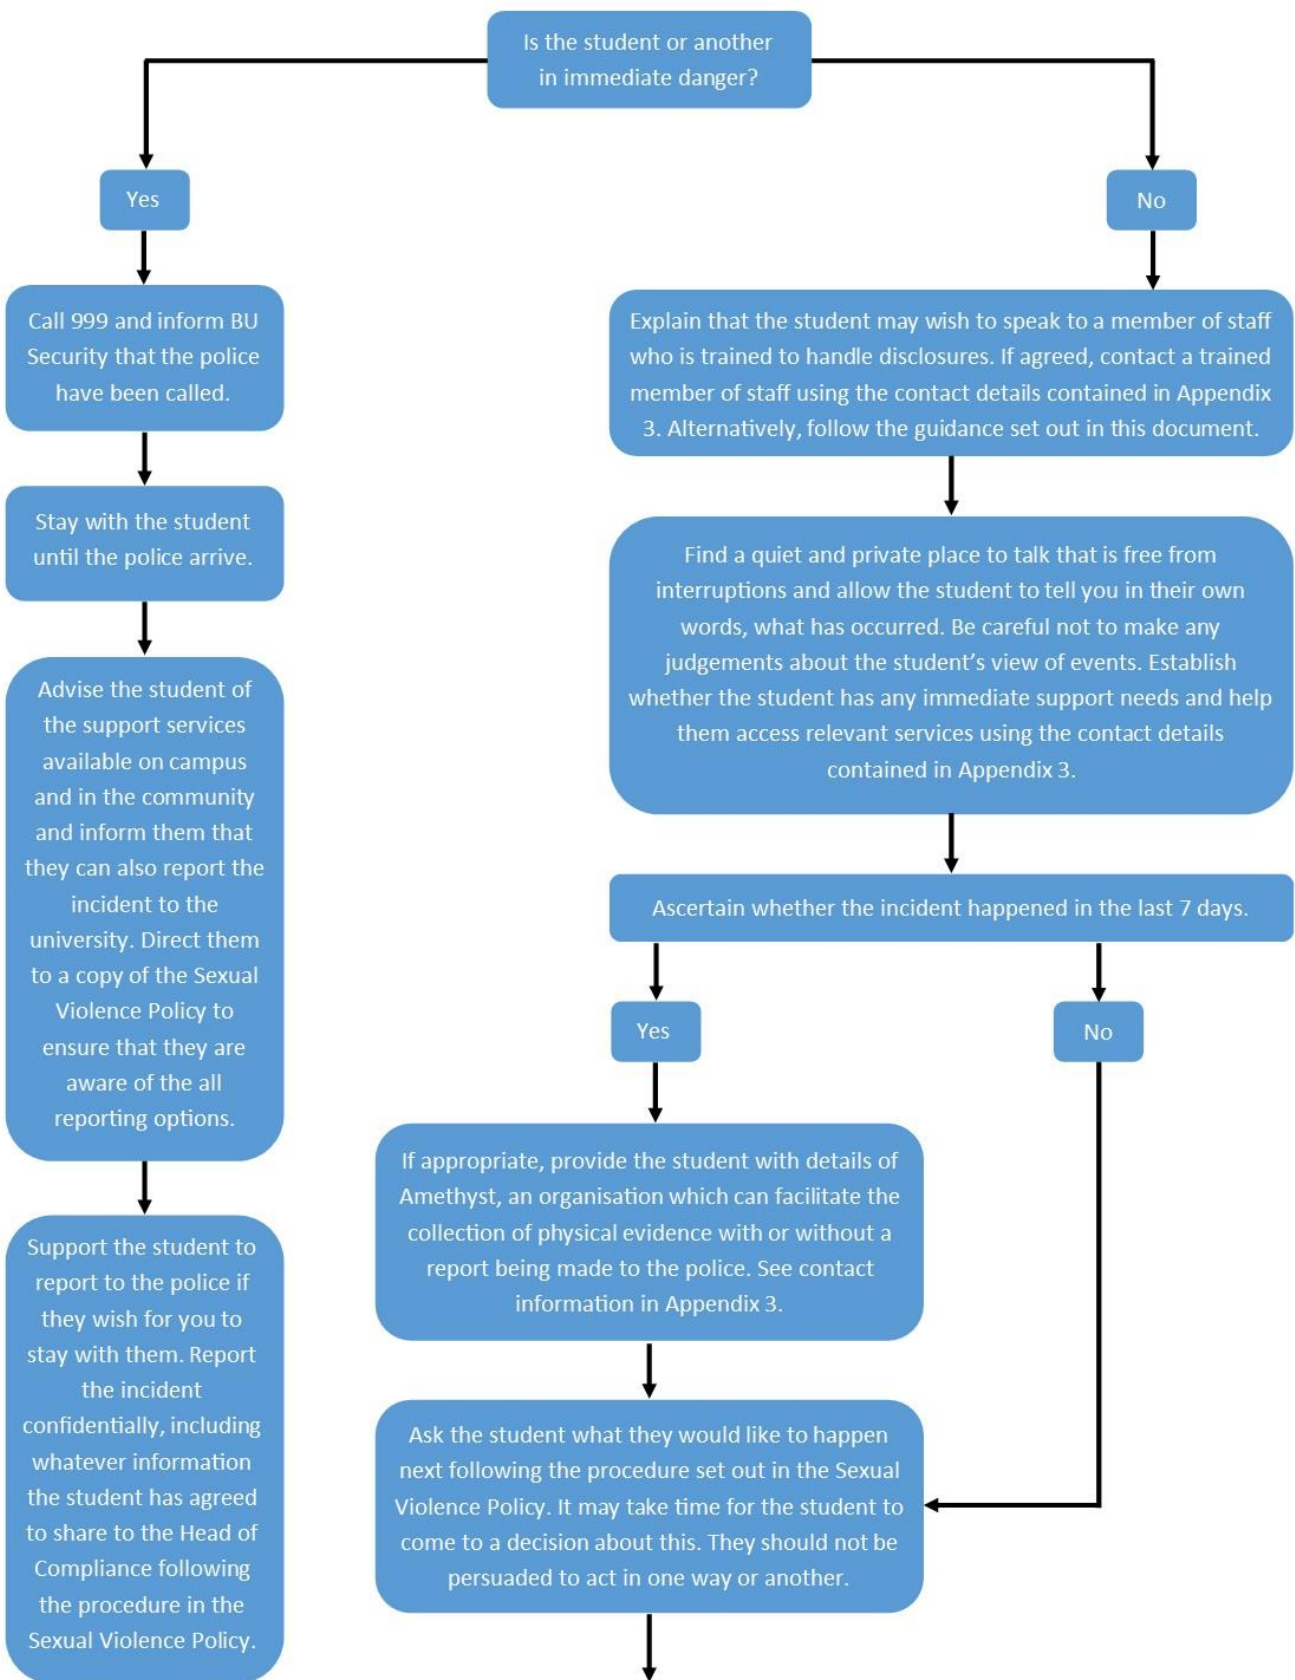 Is the student or another
in immediate danger?
Yes
No
Call 999 and inform BU
Security that the police
have been called.
Stay with the student
until the police arrive.
Advise the student of
the support services
available on campus
and in the community
and inform them that
they can also report the
incident to the
university. Direct them
to a copy of the Sexual
Violence Policy to
ensure that they are
aware of the all
reporting options.
Support the student to
report to the police if
they wish for you to
stay with them. Report
the incident
confidentially, including
whatever information
the student has agreed
to share to the Head of
Compliance following
the procedure in the
Sexual Violence Policy.
Explain that the student may wish to speak to a member of staff
who is trained to handle disclosures. If agreed, contact a trained
member of staff using the contact details contained in Appendix
3. Alternatively, follow the guidance set out in this document.
Find a quiet and private place to talk that is free from
interruptions and allow the student to tell you in their own
words, what has occurred. Be careful not to make any
judgements about the student’s view of events. Establish
whether the student has any immediate support needs and help
them access relevant services using the contact details
contained in Appendix 3.
Ascertain whether the incident happened in the last 7 days.
Yes
No
If appropriate, provide the student with details of
Amethyst, an organisation which can facilitate the
collection of physical evidence with or without a
report being made to the police. See contact
information in Appendix 3.
Ask the student what they would like to happen
next following the procedure set out in the Sexual
Violence Policy. It may take time for the student to
come to a decision about this. They should not be
persuaded to act in one way or another.